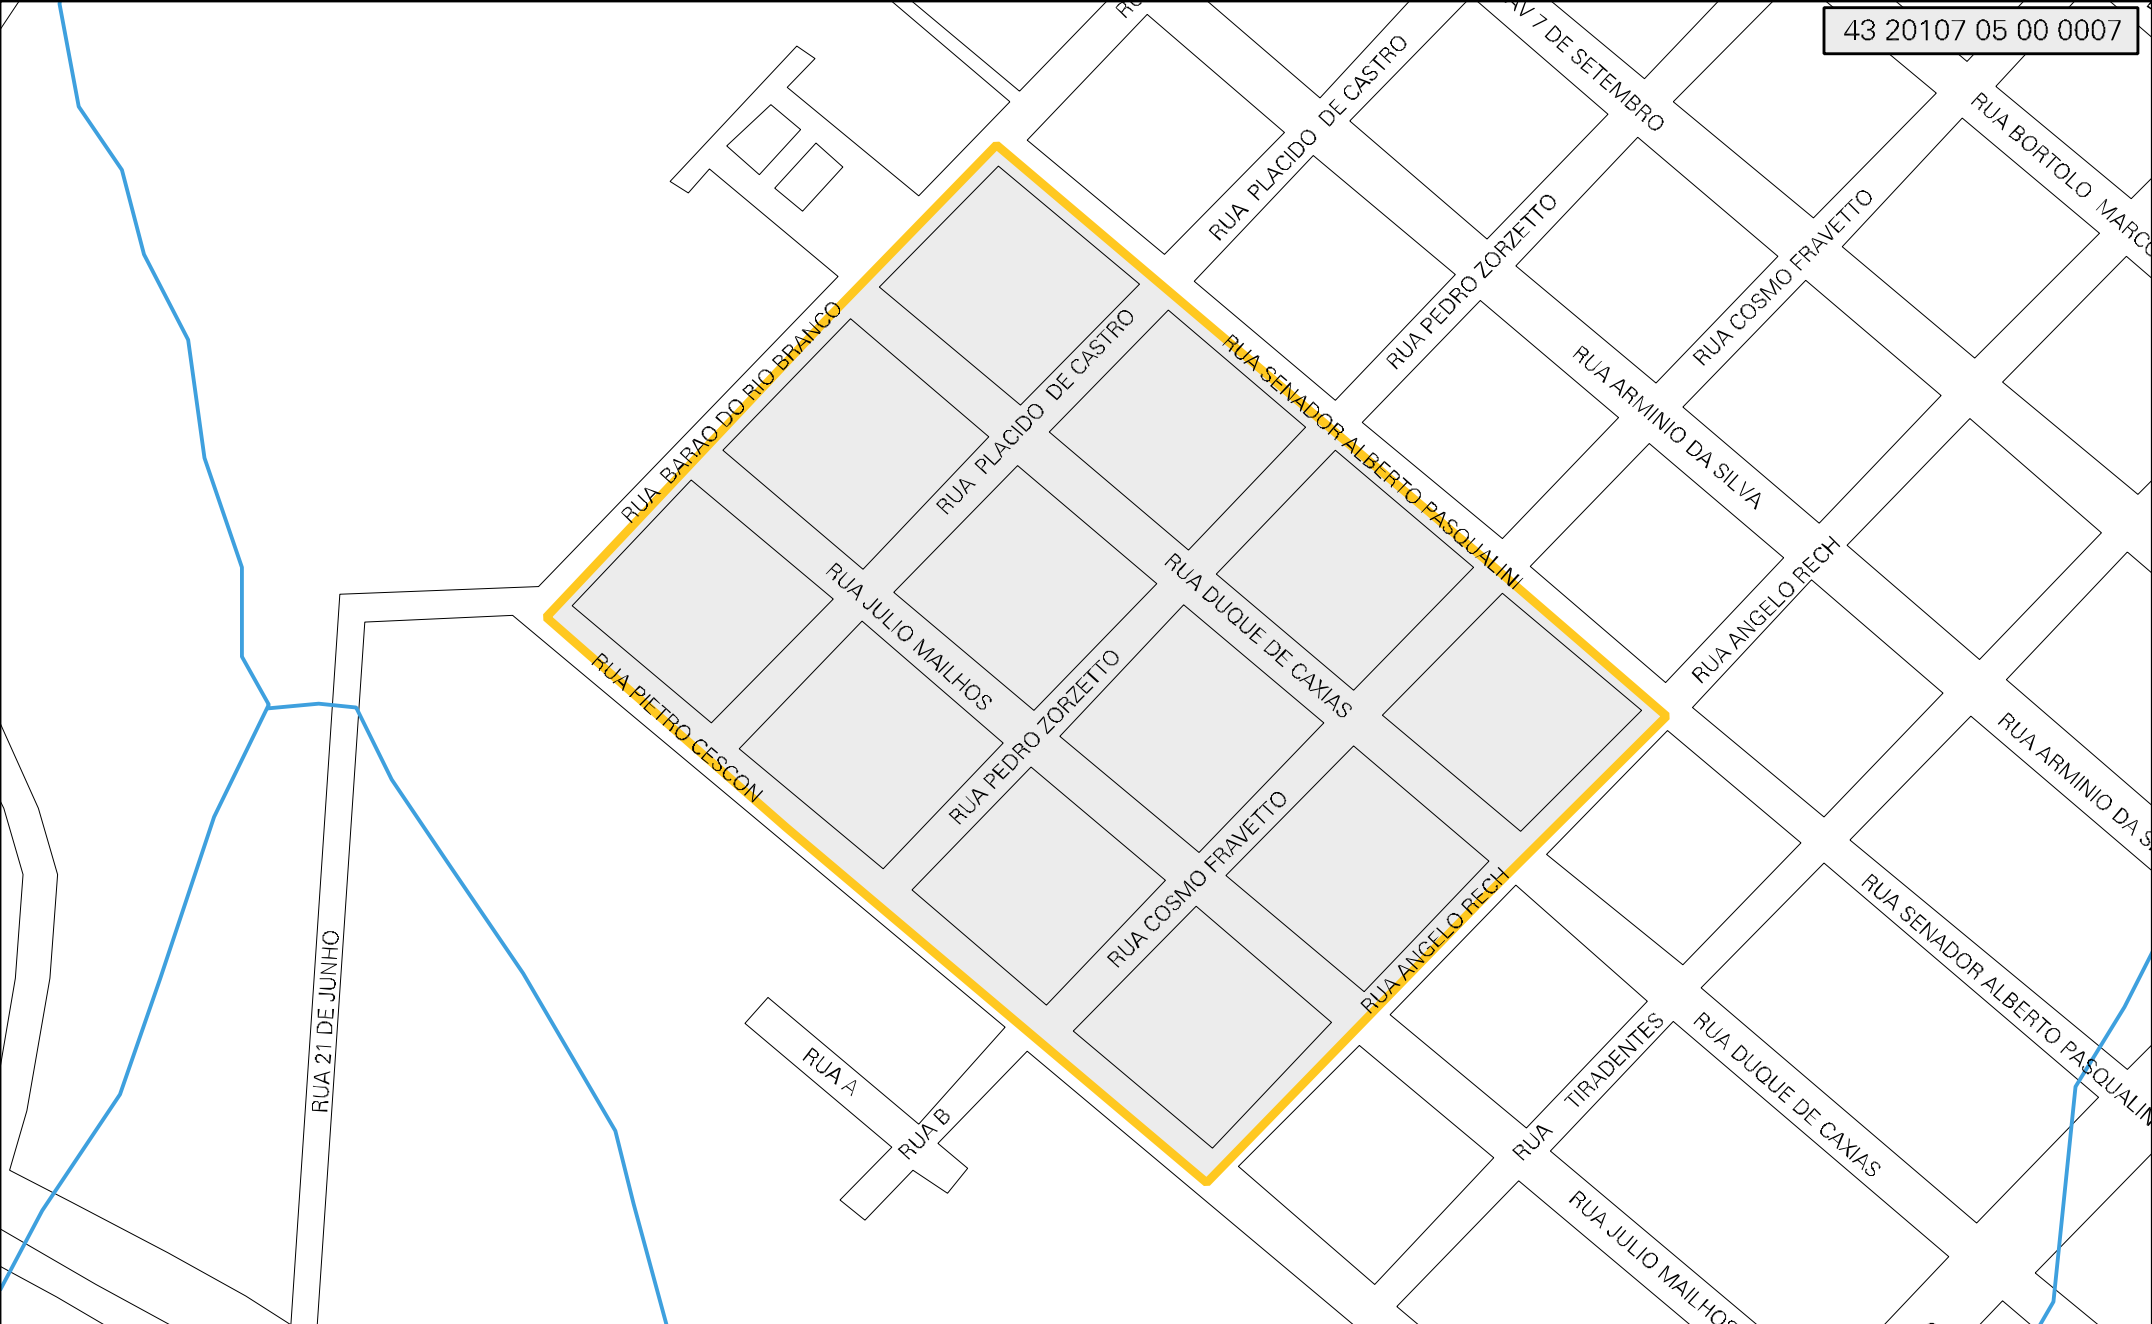 43 20107 05 00 0007
AV 7 DE SETEMBRO
RUA PLACIDO DE CASTRO
RUA BORTOLO MARCO
RUA PEDRO ZORZETTO
RUA COSMO FRAVETTO
RUA BARAO DO RIO BRANCO
RUA PLACIDO DE CASTRO
RUA SENADOR ALBERTO PASQUALINI
RUA ARMINIO DA SILVA
RUA ANGELO RECH
RUA JULIO MAILHOS
RUA DUQUE DE CAXIAS
RUA PIETRO CESCON
RUA PEDRO ZORZETTO
RUA ARMINIO DA S
RUA COSMO FRAVETTO
RUA ANGELO RECH
RUA SENADOR ALBERTO PASQUALIN
RUA 21 DE JUNHO
RUA A
RUA B
RUA TIRADENTES
RUA DUQUE DE CAXIAS
RUA JULIO MAILHOS